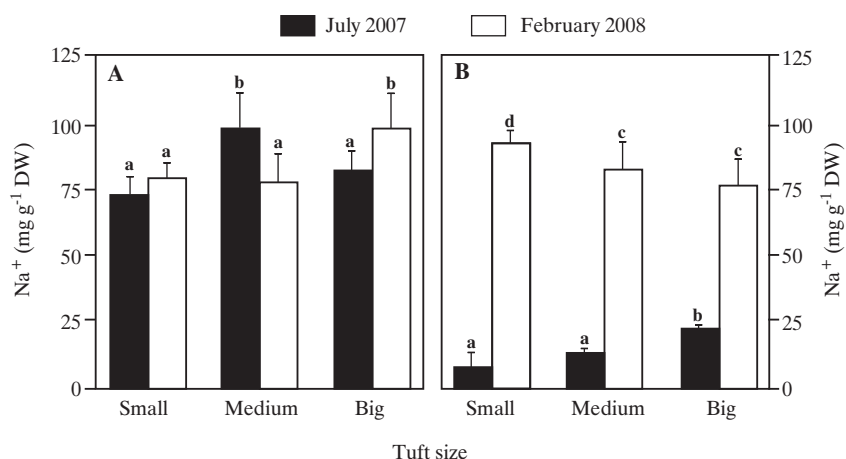 July 2007 February 2008
125 A b b B 125
100 100
75 75
50 50
25 25
0 0
a a a a
d c c
a a b
Na⁺ (mg g⁻¹ DW)
Na⁺ (mg g⁻¹ DW)
Small Medium Big Small Medium Big
Tuft size